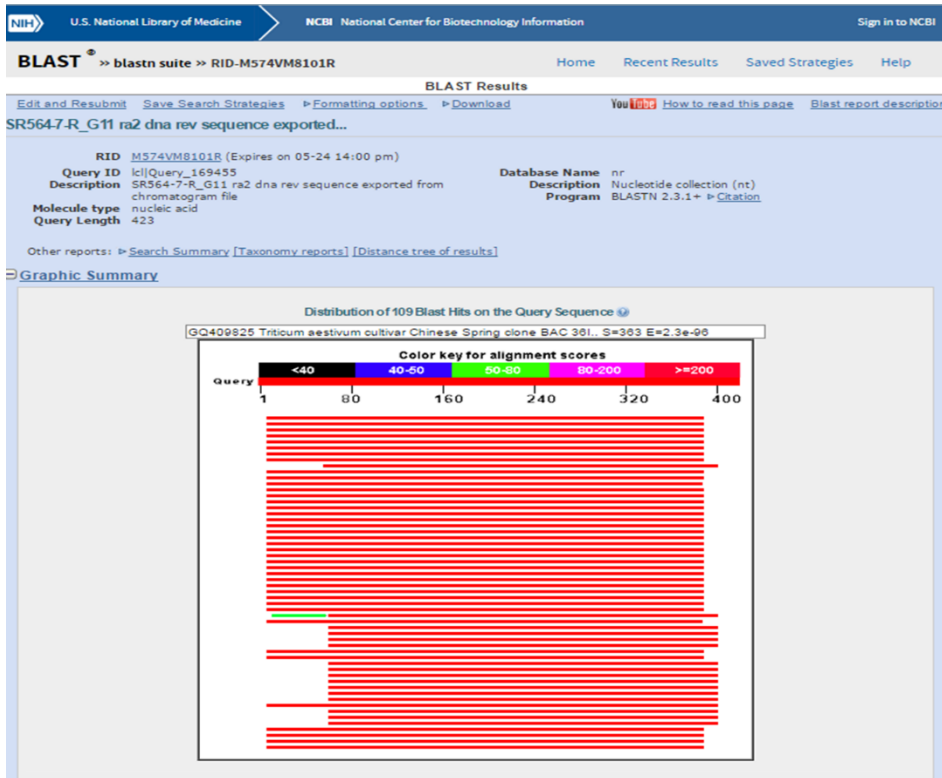 NIH U.S. National Library of Medicine NCBI National Center for Biotechnology Information Sign in to NCBI
BLAST ® » blastn suite » RID-M574VM8101R Home Recent Results Saved Strategies Help
BLAST Results
Edit and Resubmit Save Search Strategies Formatting options Download YouTube How to read this page Blast report description
SR564-7-R_G11 ra2 dna rev sequence exported...
RID M574VM8101R (Expires on 05-24 14:00 pm)
Query ID lcl|Query_169455
Description SR564-7-R_G11 ra2 dna rev sequence exported from
chromatogram file
Molecule type nucleic acid
Query Length 423
Database Name nr
Description Nucleotide collection (nt)
Program BLASTN 2.3.1+ Citation
Other reports: Search Summary [Taxonomy reports] [Distance tree of results]
Graphic Summary
Distribution of 109 Blast Hits on the Query Sequence
GQ409825 Triticum aestivum cultivar Chinese Spring clone BAC 36I.. S=363 E=2.3e-96
Color key for alignment scores
<40 40-50 50-80 80-200 >=200
Query
1 80 160 240 320 400